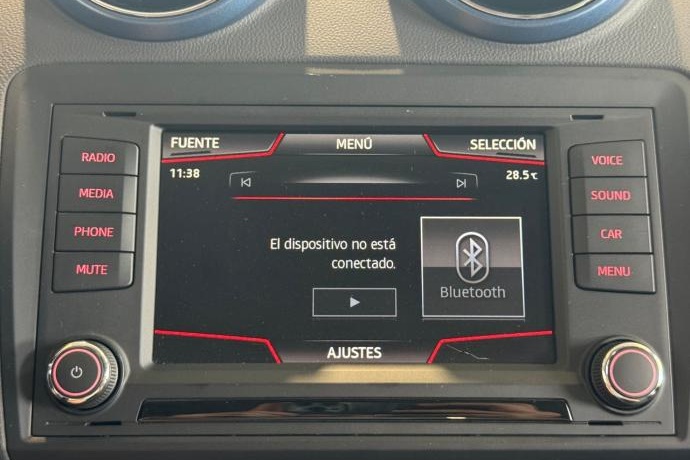 FUENTE
MENÚ
SELECCIÓN
11:38
28.5°C
El dispositivo no está
conectado.
Bluetooth
AJUSTES
RADIO
MEDIA
PHONE
MUTE
VOICE
SOUND
CAR
MENU